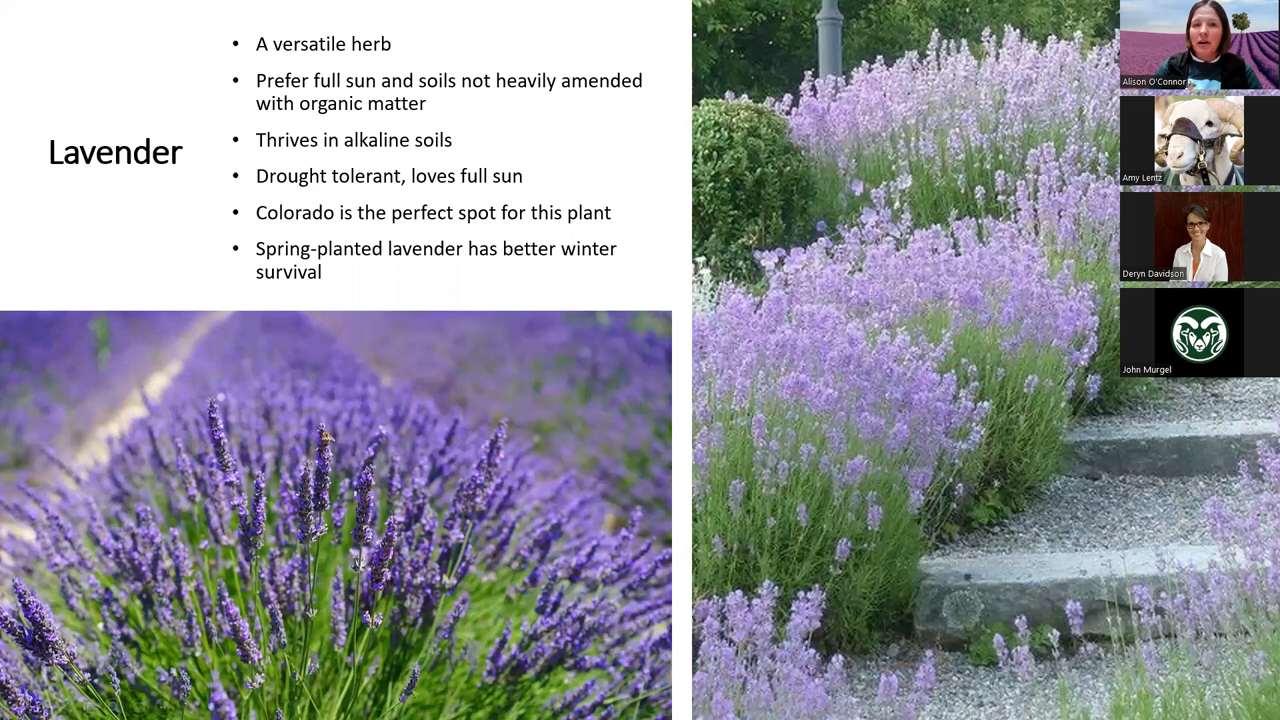 Lavender
• A versatile herb
• Prefer full sun and soils not heavily amended
with organic matter
• Thrives in alkaline soils
• Drought tolerant, loves full sun
• Colorado is the perfect spot for this plant
• Spring-planted lavender has better winter
survival
Alison O'Connor
Amy Lentz
Deryn Davidson
John Murgel